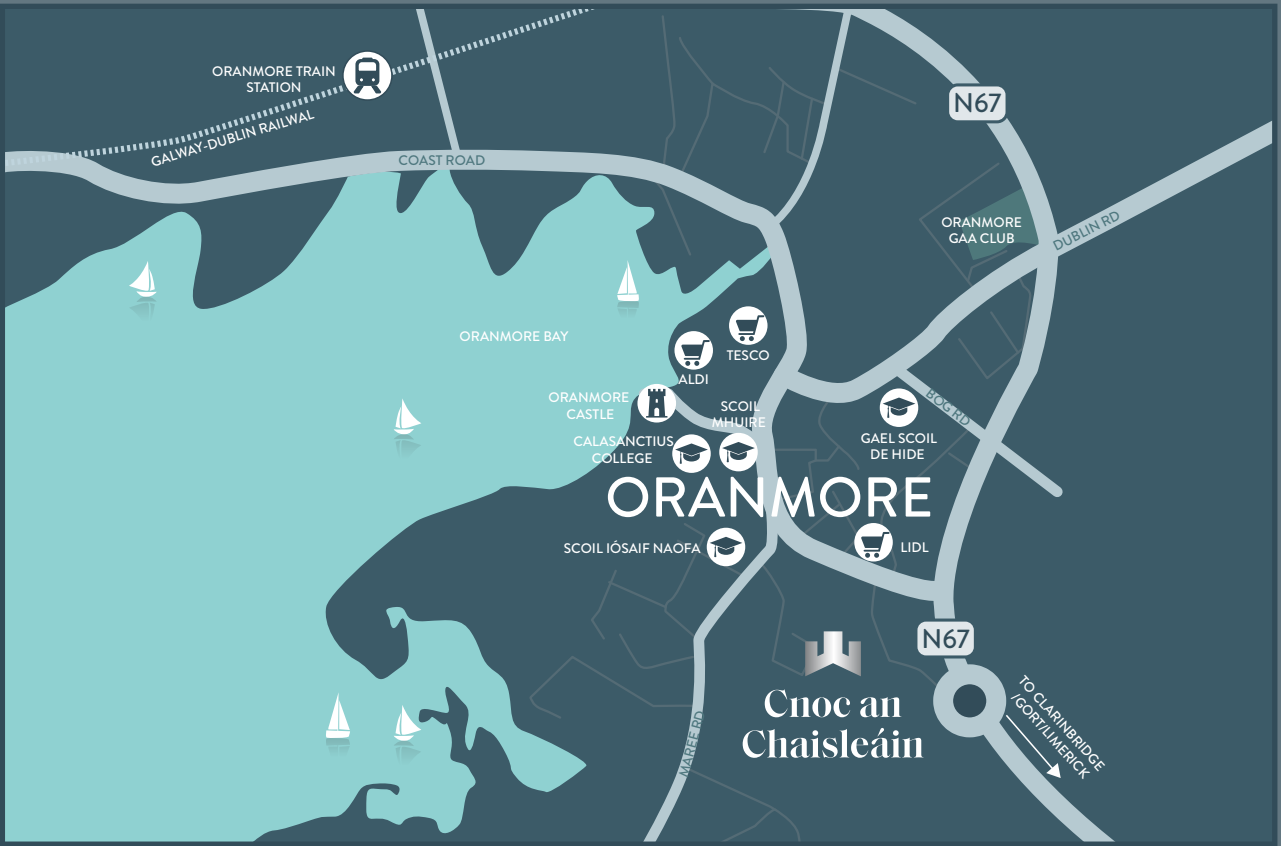 ORANMORE TRAIN
STATION
GALWAY-DUBLIN RAILWAL
COAST ROAD
N67
ORANMORE
GAA CLUB
DUBLIN RD
ORANMORE BAY
TESCO
ALDI
ORANMORE
CASTLE
SCOIL
MHUIRE
CALASANCTIUS
COLLEGE
BOG RD
GAEL SCOIL
DE HIDE
ORANMORE
SCOIL IÓSAIF NAOFA
LIDL
N67
Cnoc an
Chaisleáin
MAREE RD
TO CLARINBRIDGE
/GORT/LIMERICK